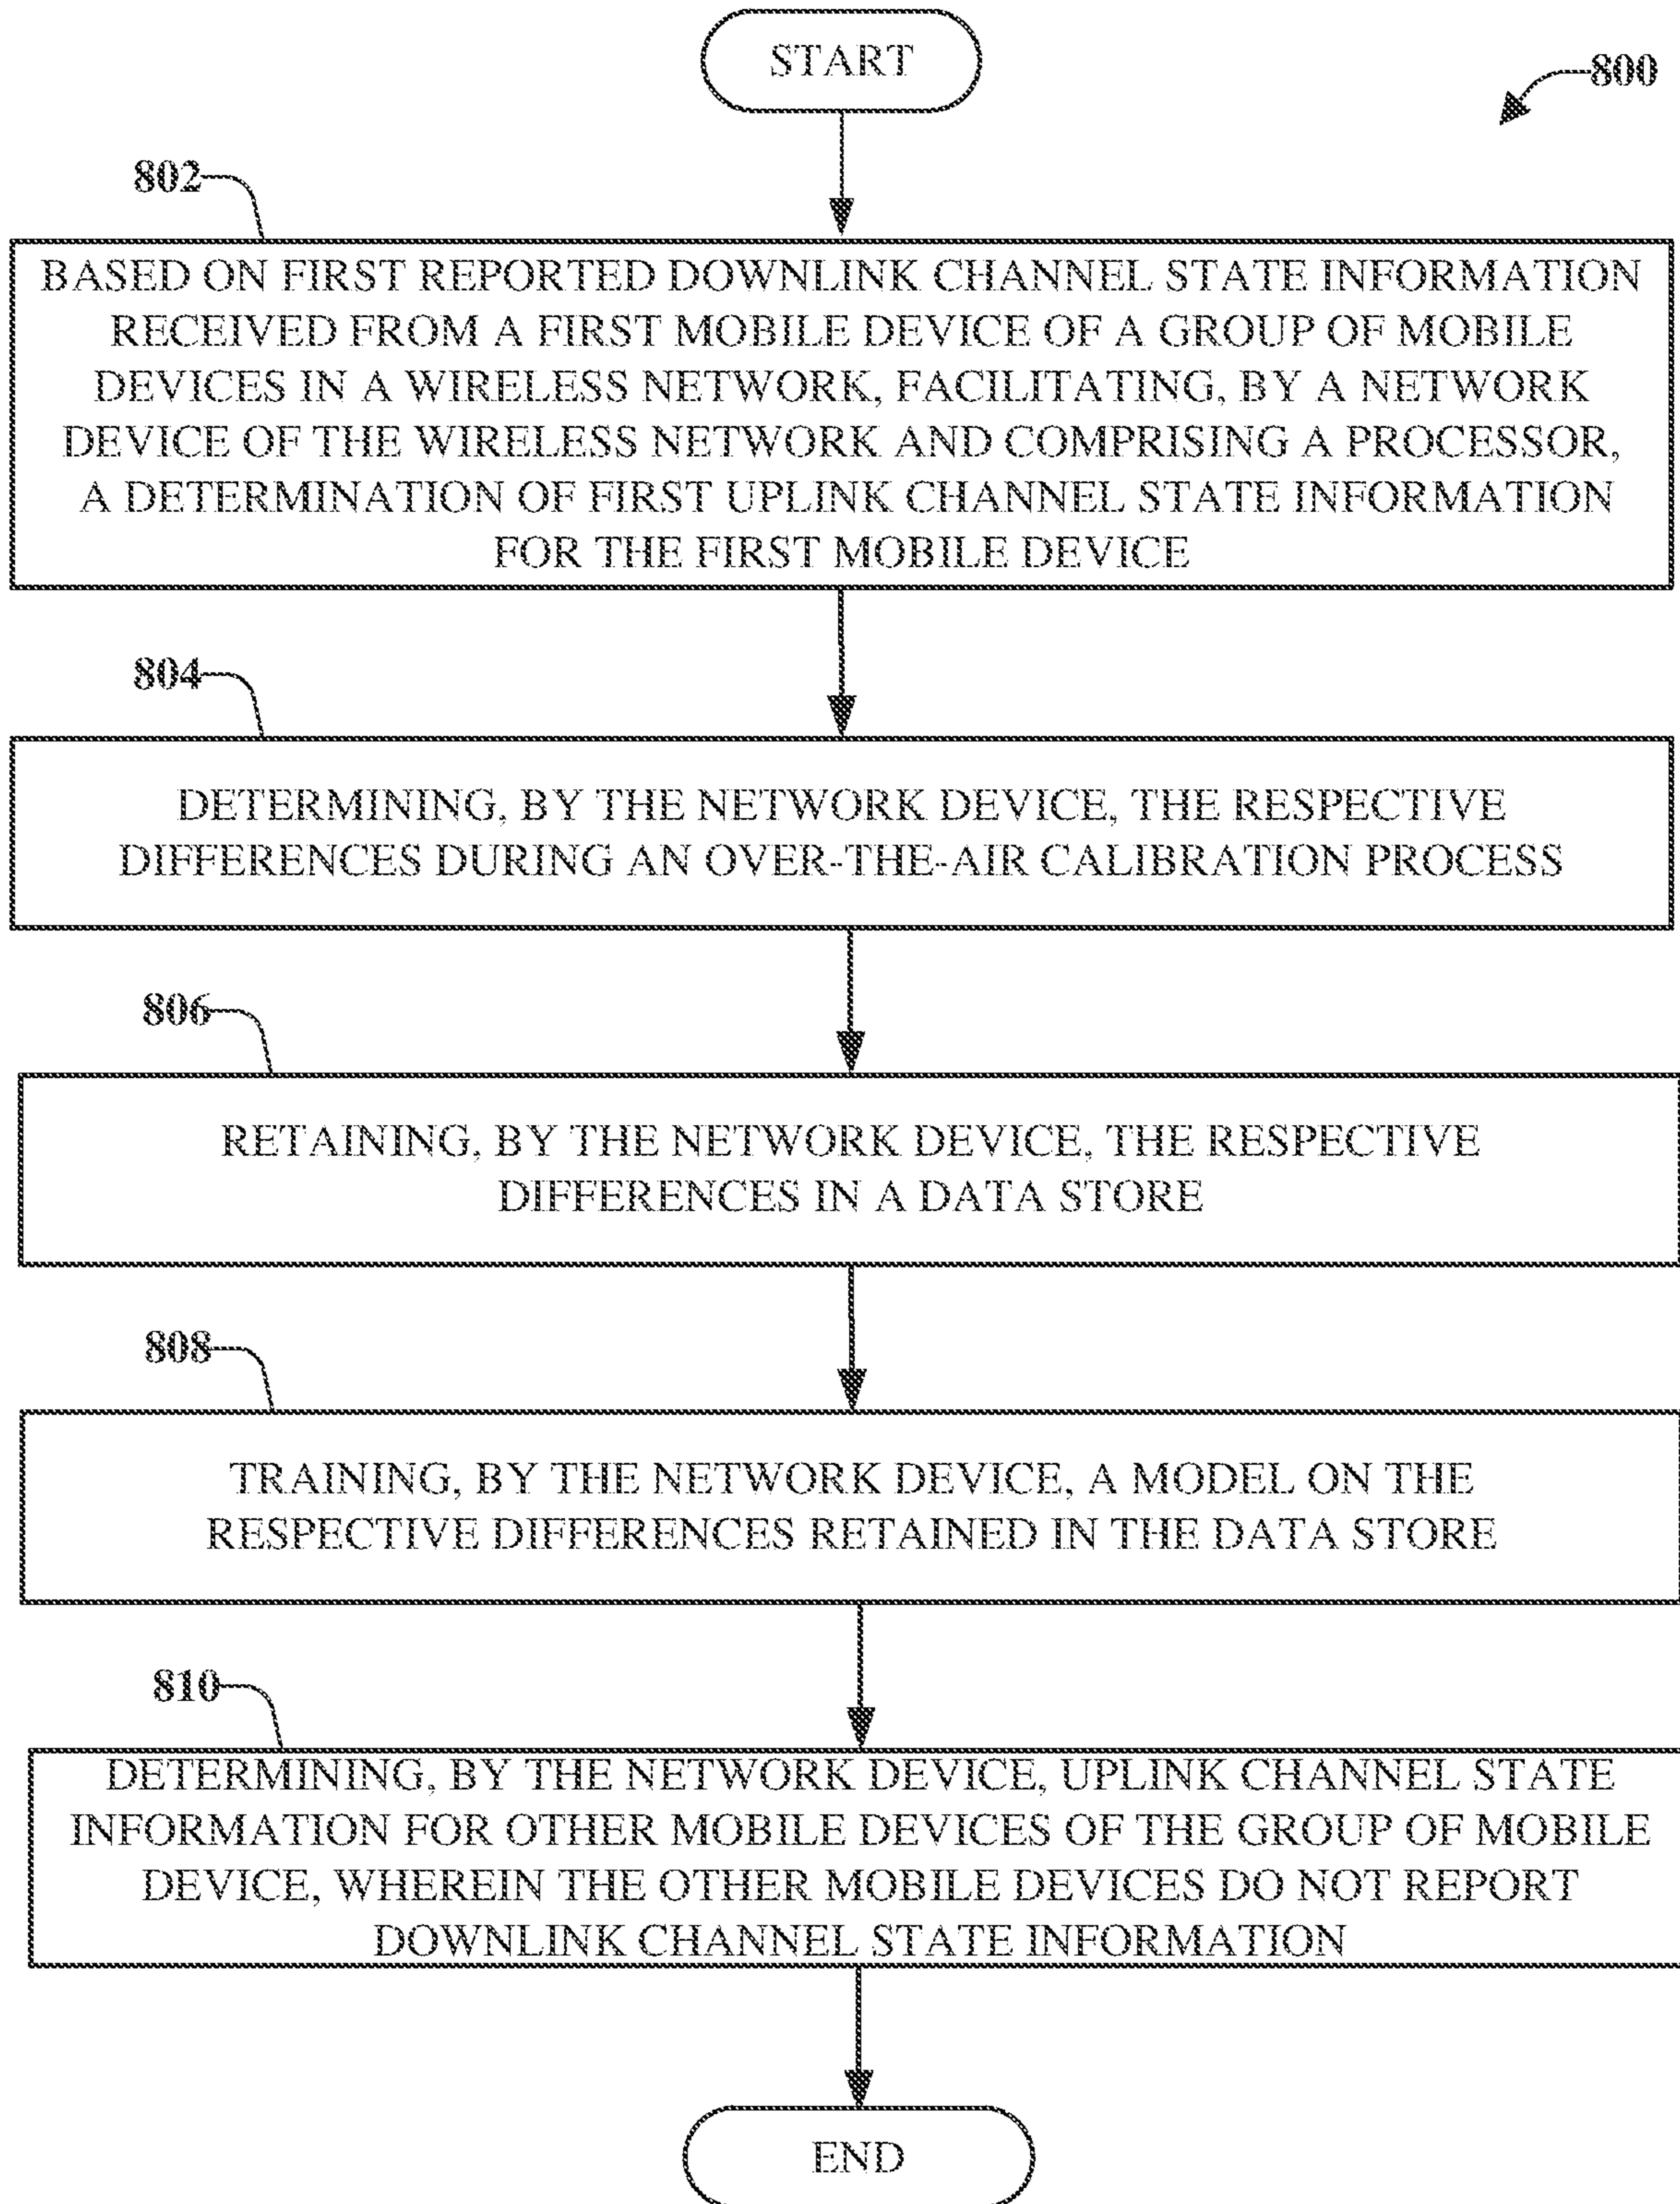 START
800
802
BASED ON FIRST REPORTED DOWNLINK CHANNEL STATE INFORMATION
RECEIVED FROM A FIRST MOBILE DEVICE OF A GROUP OF MOBILE
DEVICES IN A WIRELESS NETWORK, FACILITATING, BY A NETWORK
DEVICE OF THE WIRELESS NETWORK AND COMPRISING A PROCESSOR,
A DETERMINATION OF FIRST UPLINK CHANNEL STATE INFORMATION
FOR THE FIRST MOBILE DEVICE
804
DETERMINING, BY THE NETWORK DEVICE, THE RESPECTIVE
DIFFERENCES DURING AN OVER-THE-AIR CALIBRATION PROCESS
806
RETAINING, BY THE NETWORK DEVICE, THE RESPECTIVE
DIFFERENCES IN A DATA STORE
808
TRAINING, BY THE NETWORK DEVICE, A MODEL ON THE
RESPECTIVE DIFFERENCES RETAINED IN THE DATA STORE
810
DETERMINING, BY THE NETWORK DEVICE, UPLINK CHANNEL STATE
INFORMATION FOR OTHER MOBILE DEVICES OF THE GROUP OF MOBILE
DEVICE, WHEREIN THE OTHER MOBILE DEVICES DO NOT REPORT
DOWNLINK CHANNEL STATE INFORMATION
END